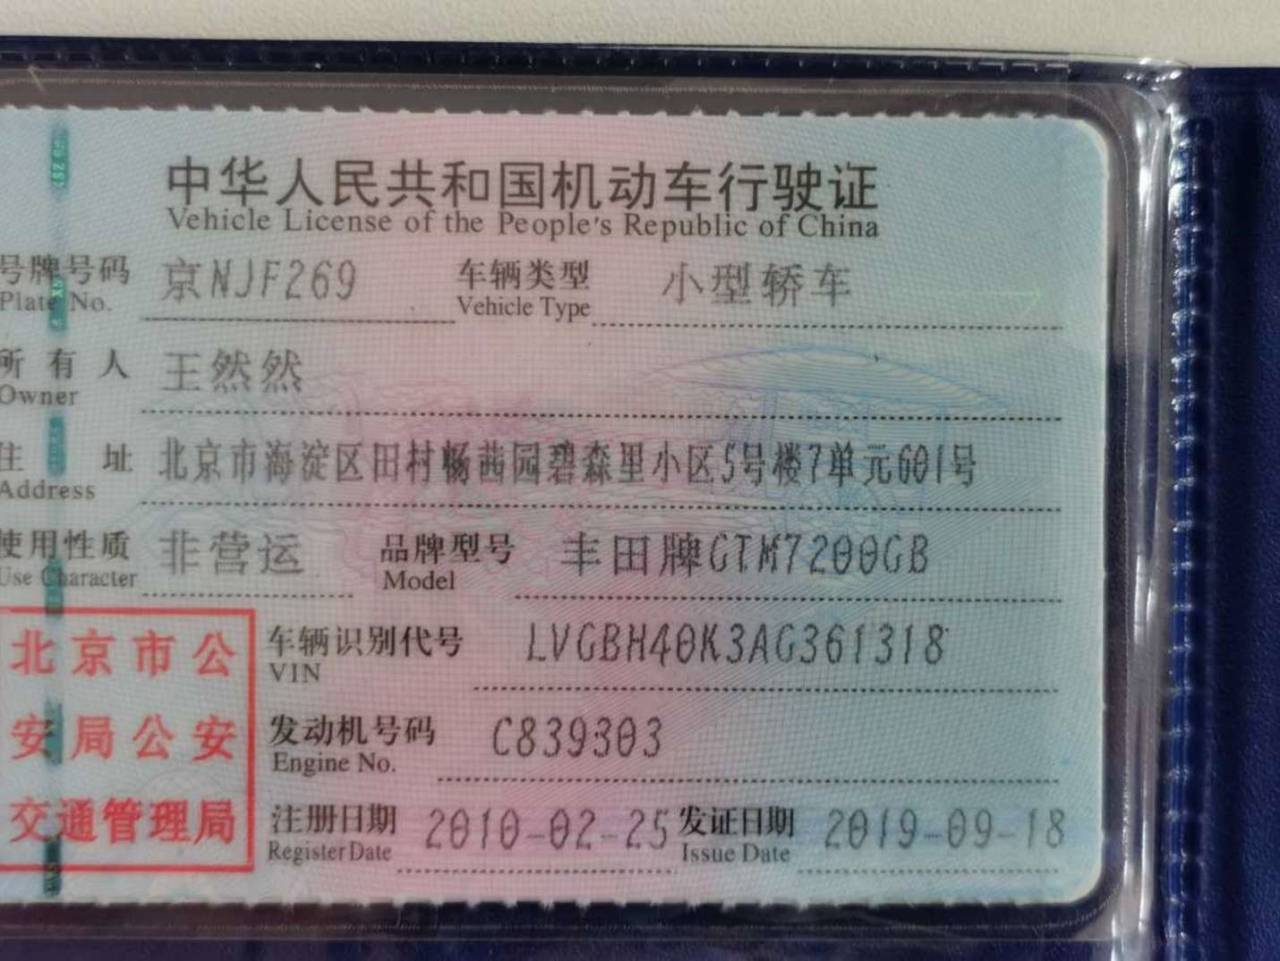 中华人民共和国机动车行驶证
Vehicle License of the People's Republic of China
号牌号码 京NJF269 车辆类型 小型轿车
Plate No. Vehicle Type
所有人 王然然
Owner
住址 北京市海淀区田村畅茜园碧森里小区5号楼7单元601号
Address
使用性质 非营运 品牌型号 丰田牌GTM7200GB
Use Character Model
车辆识别代号 LVGBH40K3AG361318
VIN
发动机号码 C839303
Engine No.
注册日期 2010-02-25 发证日期 2019-09-18
Register Date Issue Date
北京市公
安局公安
交通管理局